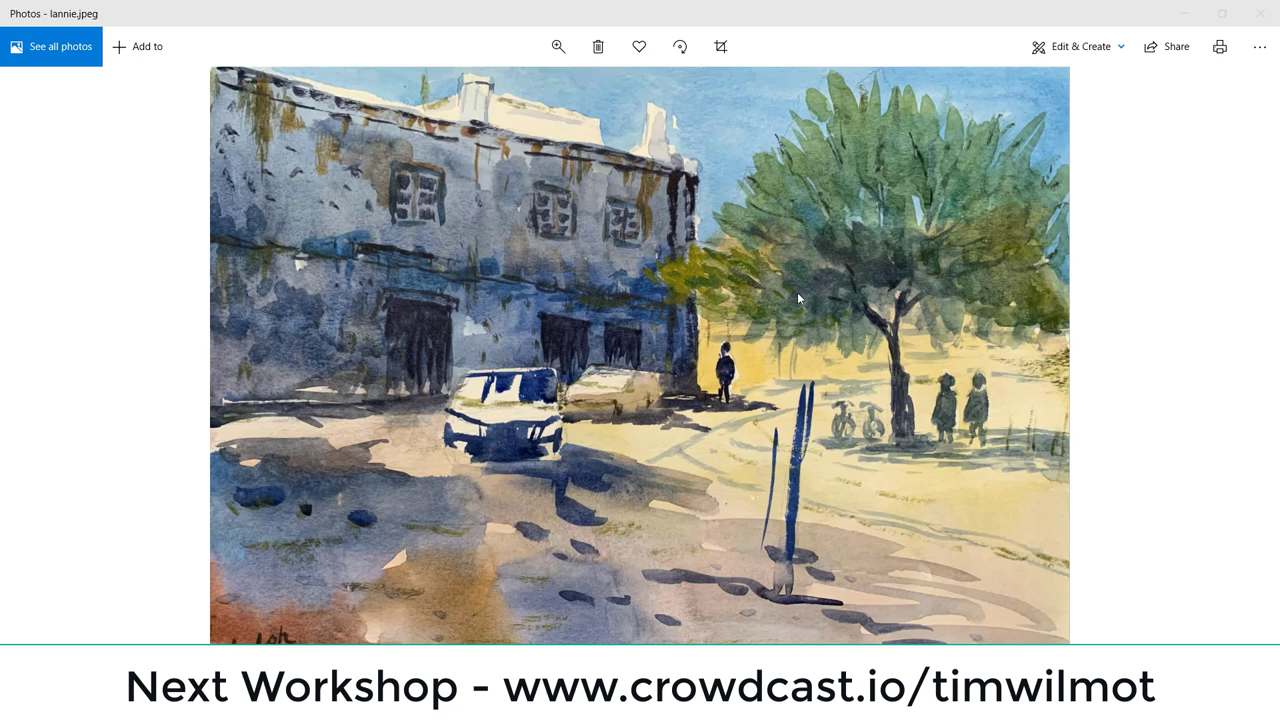 Photos - lannie.jpeg
See all photos
Add to
Edit & Create
Share
Next Workshop - www.crowdcast.io/timwilmot